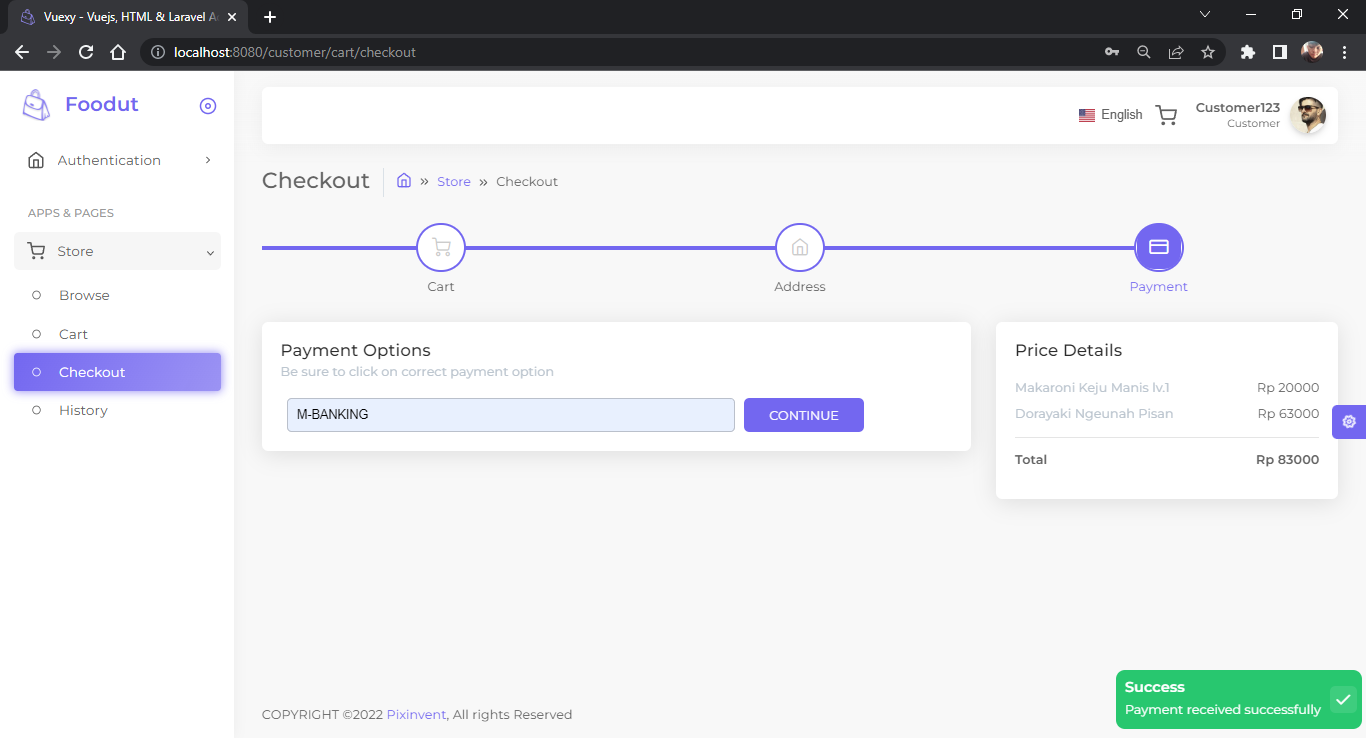 Vuexy - Vuejs, HTML & Laravel A
localhost:8080/customer/cart/checkout
Foodut
Authentication
APPS & PAGES
Store
Browse
Cart
Checkout
History
English
Customer123
Customer
Checkout
» Store » Checkout
Cart
Address
Payment
Payment Options
Be sure to click on correct payment option
M-BANKING
CONTINUE
Price Details
Makaroni Keju Manis lv.1 Rp 20000
Dorayaki Ngeunah Pisan Rp 63000
Total Rp 83000
COPYRIGHT ©2022 Pixinvent, All rights Reserved
Success
Payment received successfully